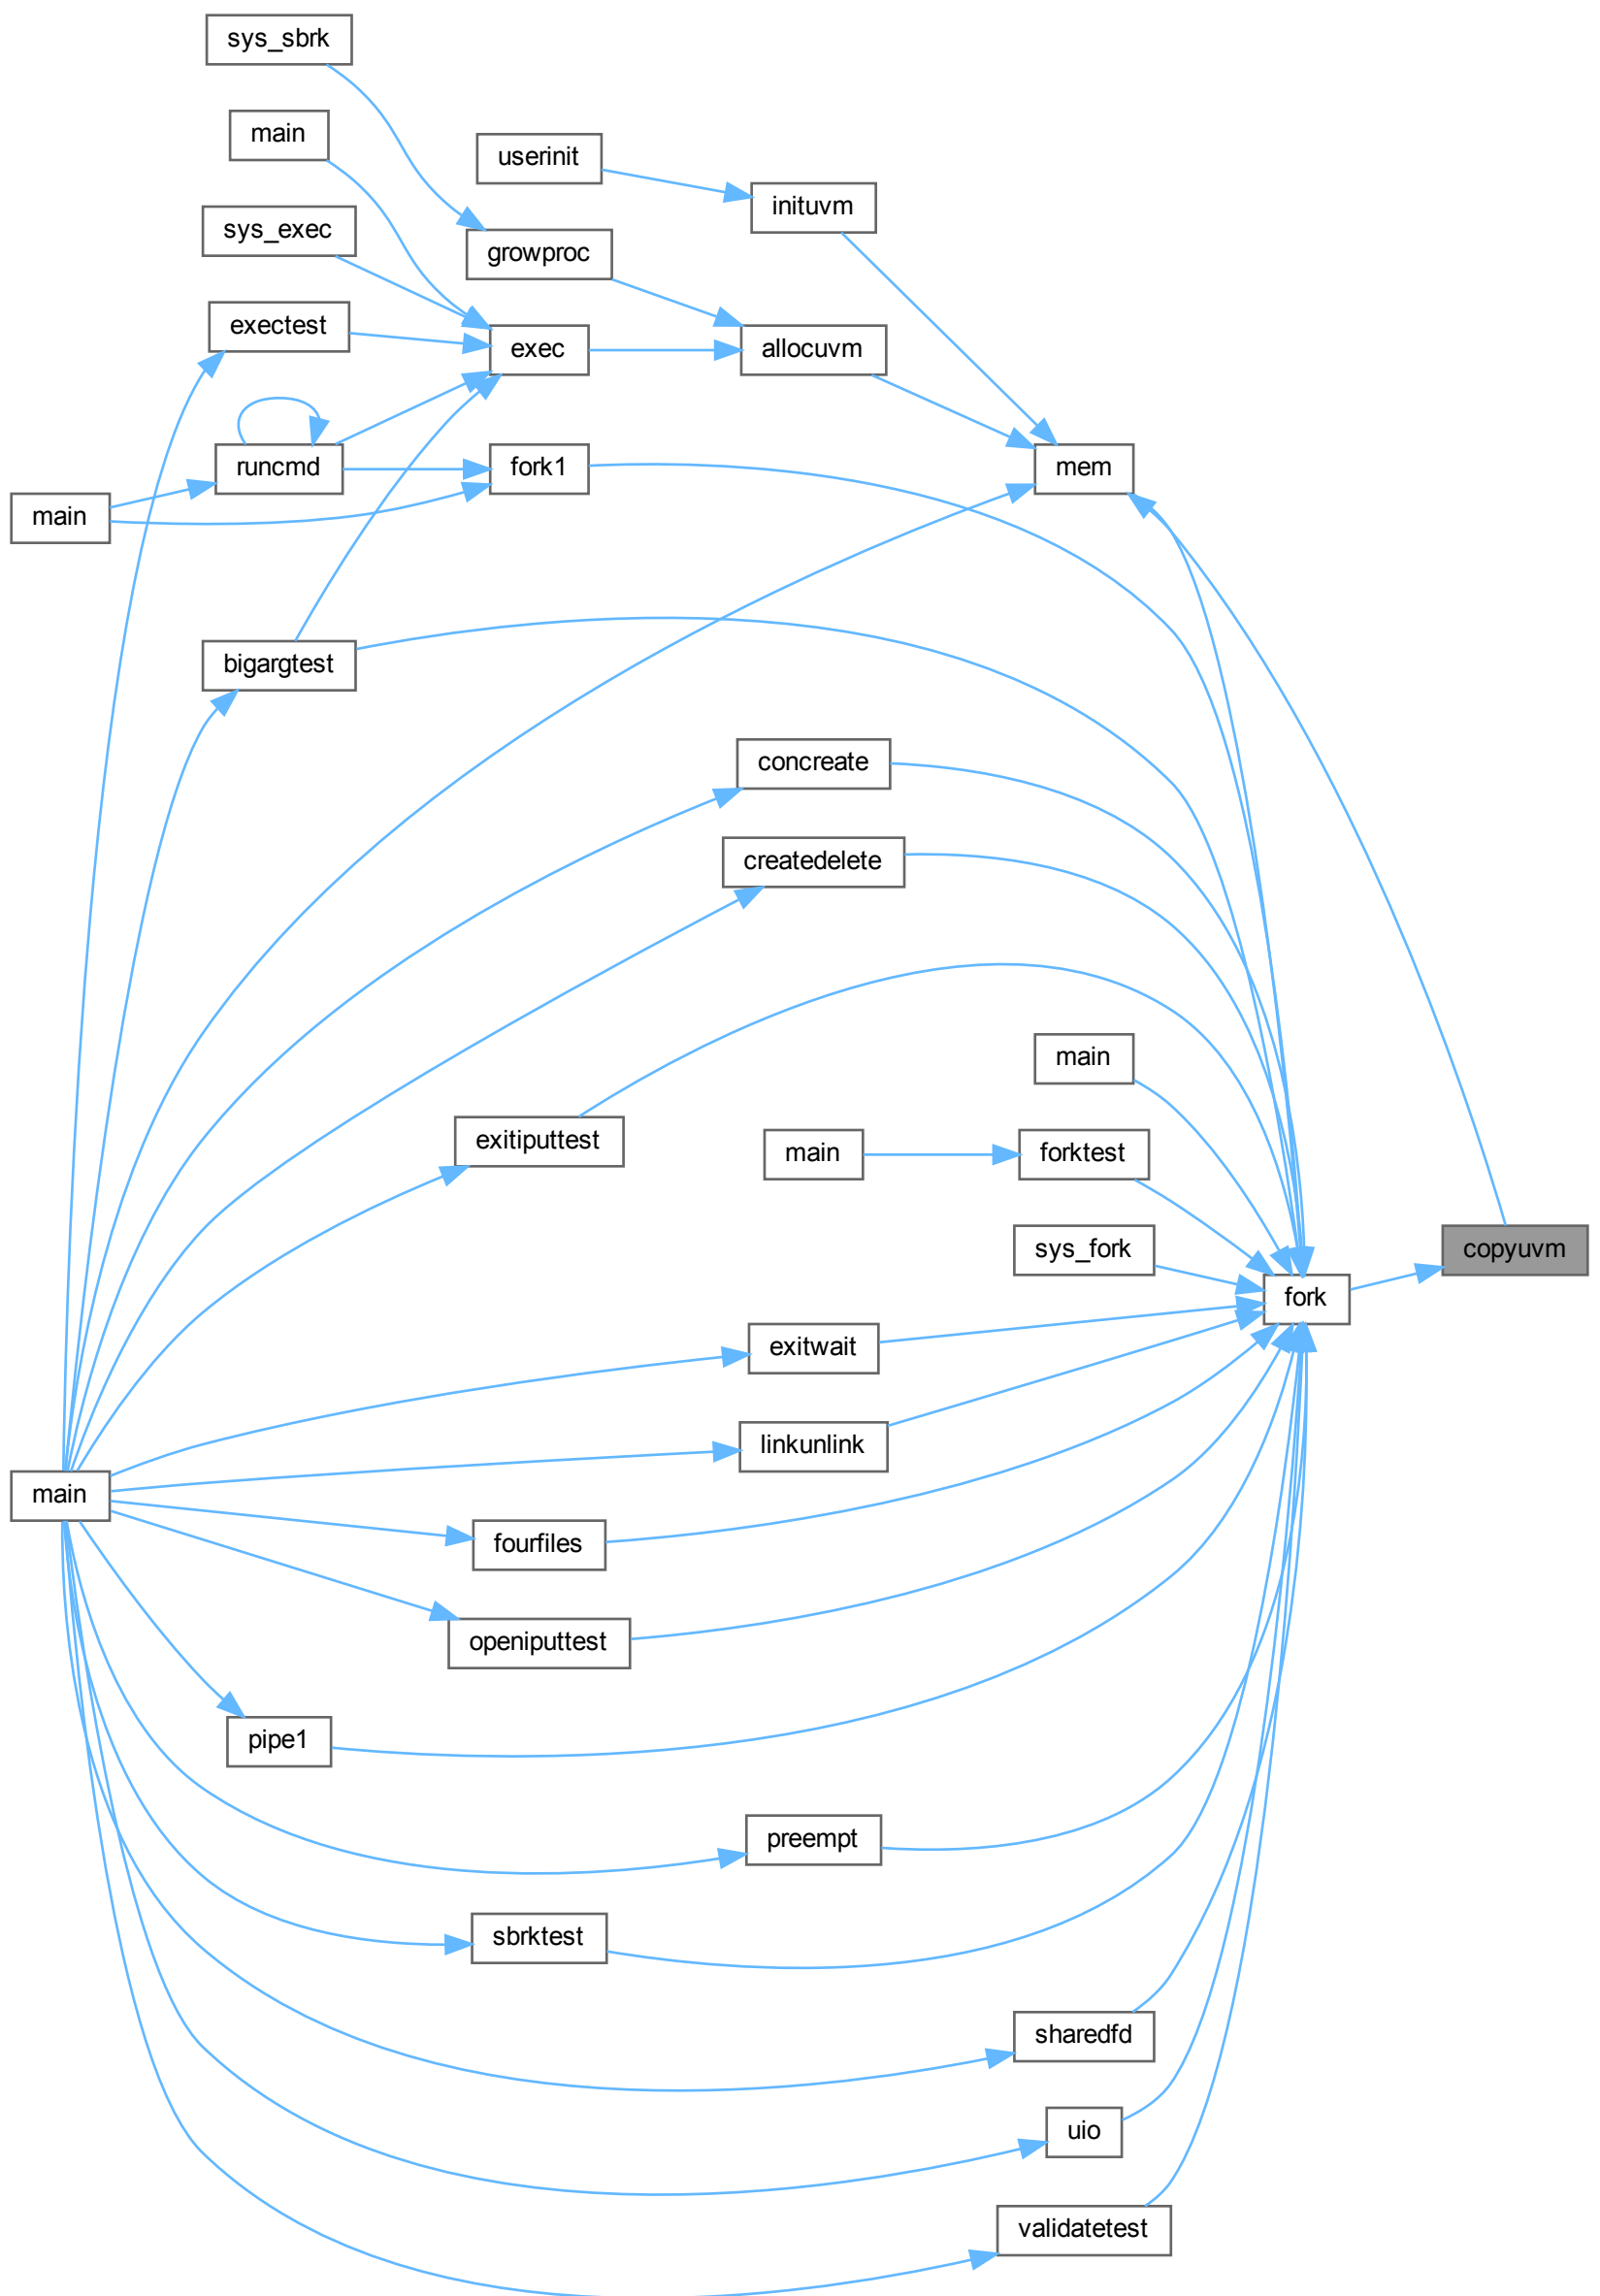 sys_sbrk
main
userinit
inituvm
sys_exec
growproc
exectest
exec
allocuvm
runcmd
fork1
mem
main
bigargtest
concreate
createdelete
main
exitiputtest
main
forktest
sys_fork
copyuvm
fork
exitwait
linkunlink
main
fourfiles
openiputtest
pipe1
preempt
sbrktest
sharedfd
uio
validatetest